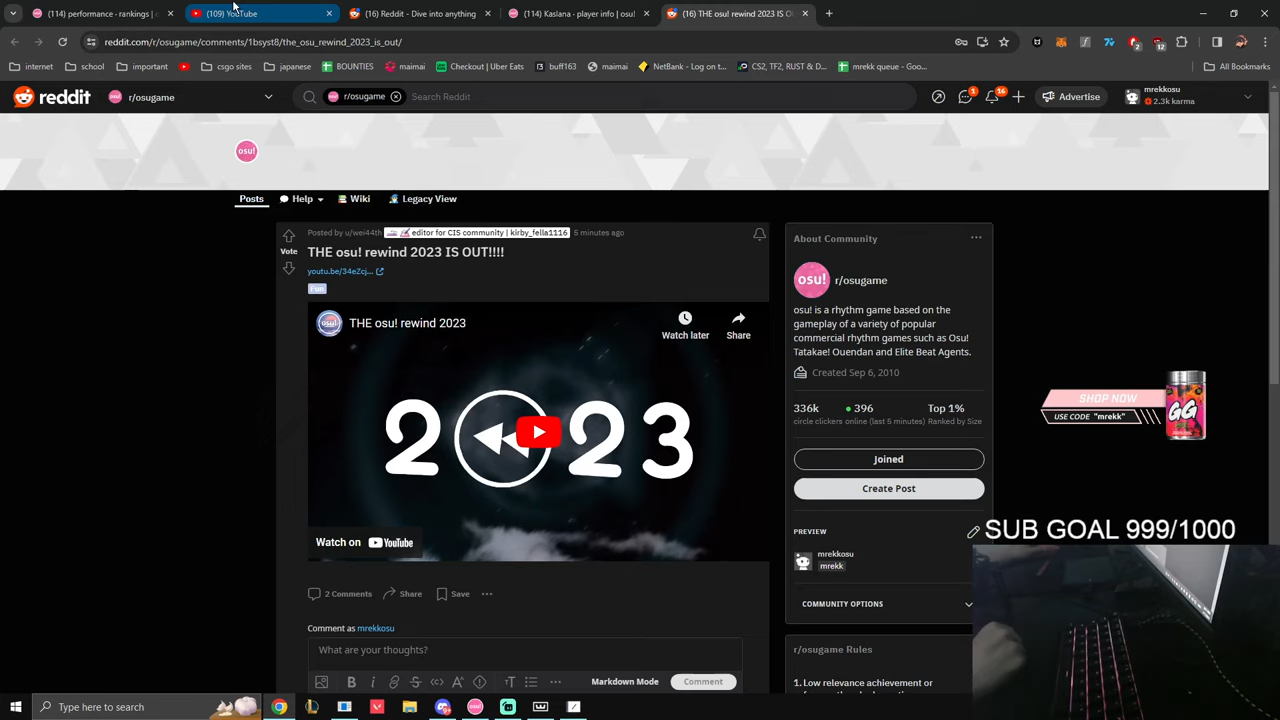 (114) performance - rankings | o
(109) YouTube
(16) Reddit - Dive into anything
(114) Kaslana - player info | osu!
(16) THE osu! rewind 2023 IS O
reddit.com/r/osugame/comments/1bsyst8/the_osu_rewind_2023_is_out/
2
12
internet
school
important
csgo sites
japanese
BOUNTIES
maimai
Checkout | Uber Eats
buff163
maimai
NetBank - Log on t...
CS2, TF2, RUST & D...
mrekk queue - Goo...
All Bookmarks
reddit
r/osugame
r/osugame
Search Reddit
1
16
Advertise
mrekkosu
2.3k karma
osu!
Posts
Help
Wiki
Legacy View
Posted by u/wei44th
editor for CIS community | kirby_fella1116
5 minutes ago
Vote
THE osu! rewind 2023 IS OUT!!!!
youtu.be/34eZcj...
Fun
osu!
THE osu! rewind 2023
Watch later
Share
2 23
Watch on YouTube
2 Comments
Share
Save
Comment as mrekkosu
What are your thoughts?
Markdown Mode
Comment
About Community
osu!
r/osugame
osu! is a rhythm game based on the
gameplay of a variety of popular
commercial rhythm games such as Osu!
Tatakae! Ouendan and Elite Beat Agents.
Created Sep 6, 2010
336k
396
Top 1%
circle clickers
online (last 5 minutes)
Ranked by Size
Joined
Create Post
PREVIEW
mrekkosu
mrekk
COMMUNITY OPTIONS
r/osugame Rules
1. Low relevance achievement or
SHOP NOW
USE CODE "mrekk"
GG
SUB GOAL 999/1000
Type here to search